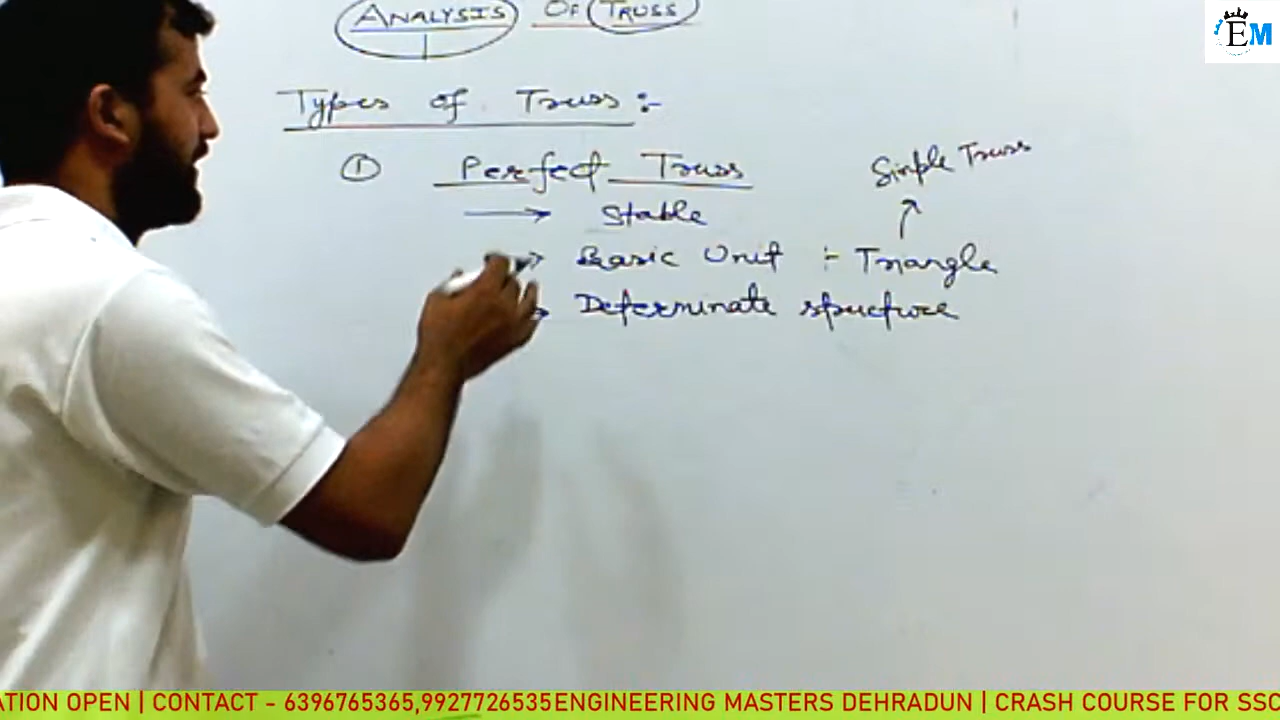 ANALYSIS OF TRUSS
EM
Types of Truss :-
① Perfect Truss
Simple Truss
→ Stable
→ Basic Unit :- Triangle
Determinate structure
ATION OPEN | CONTACT - 6396765365,9927726535ENGINEERING MASTERS DEHRADUN | CRASH COURSE FOR SSC